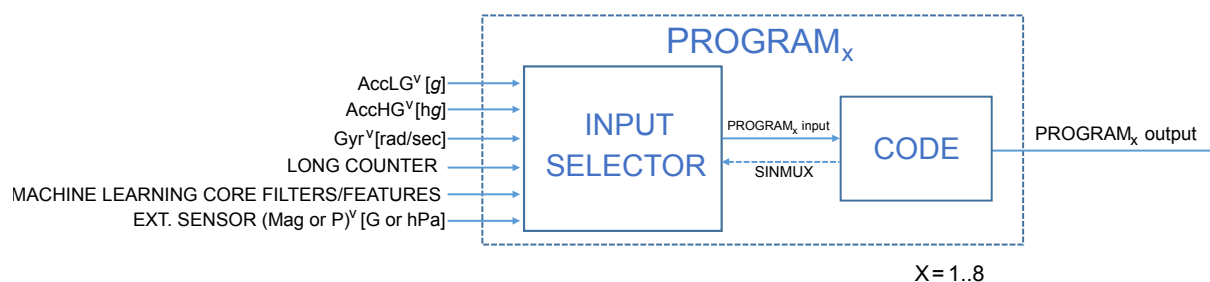 PROGRAMx
AccLGᵛ [g]
AccHGᵛ [hg]
Gyrᵛ [rad/sec]
LONG COUNTER
MACHINE LEARNING CORE FILTERS/FEATURES
EXT. SENSOR (Mag or P)ᵛ [G or hPa]
INPUT
SELECTOR
PROGRAMx input
SINMUX
CODE
PROGRAMx output
X = 1..8